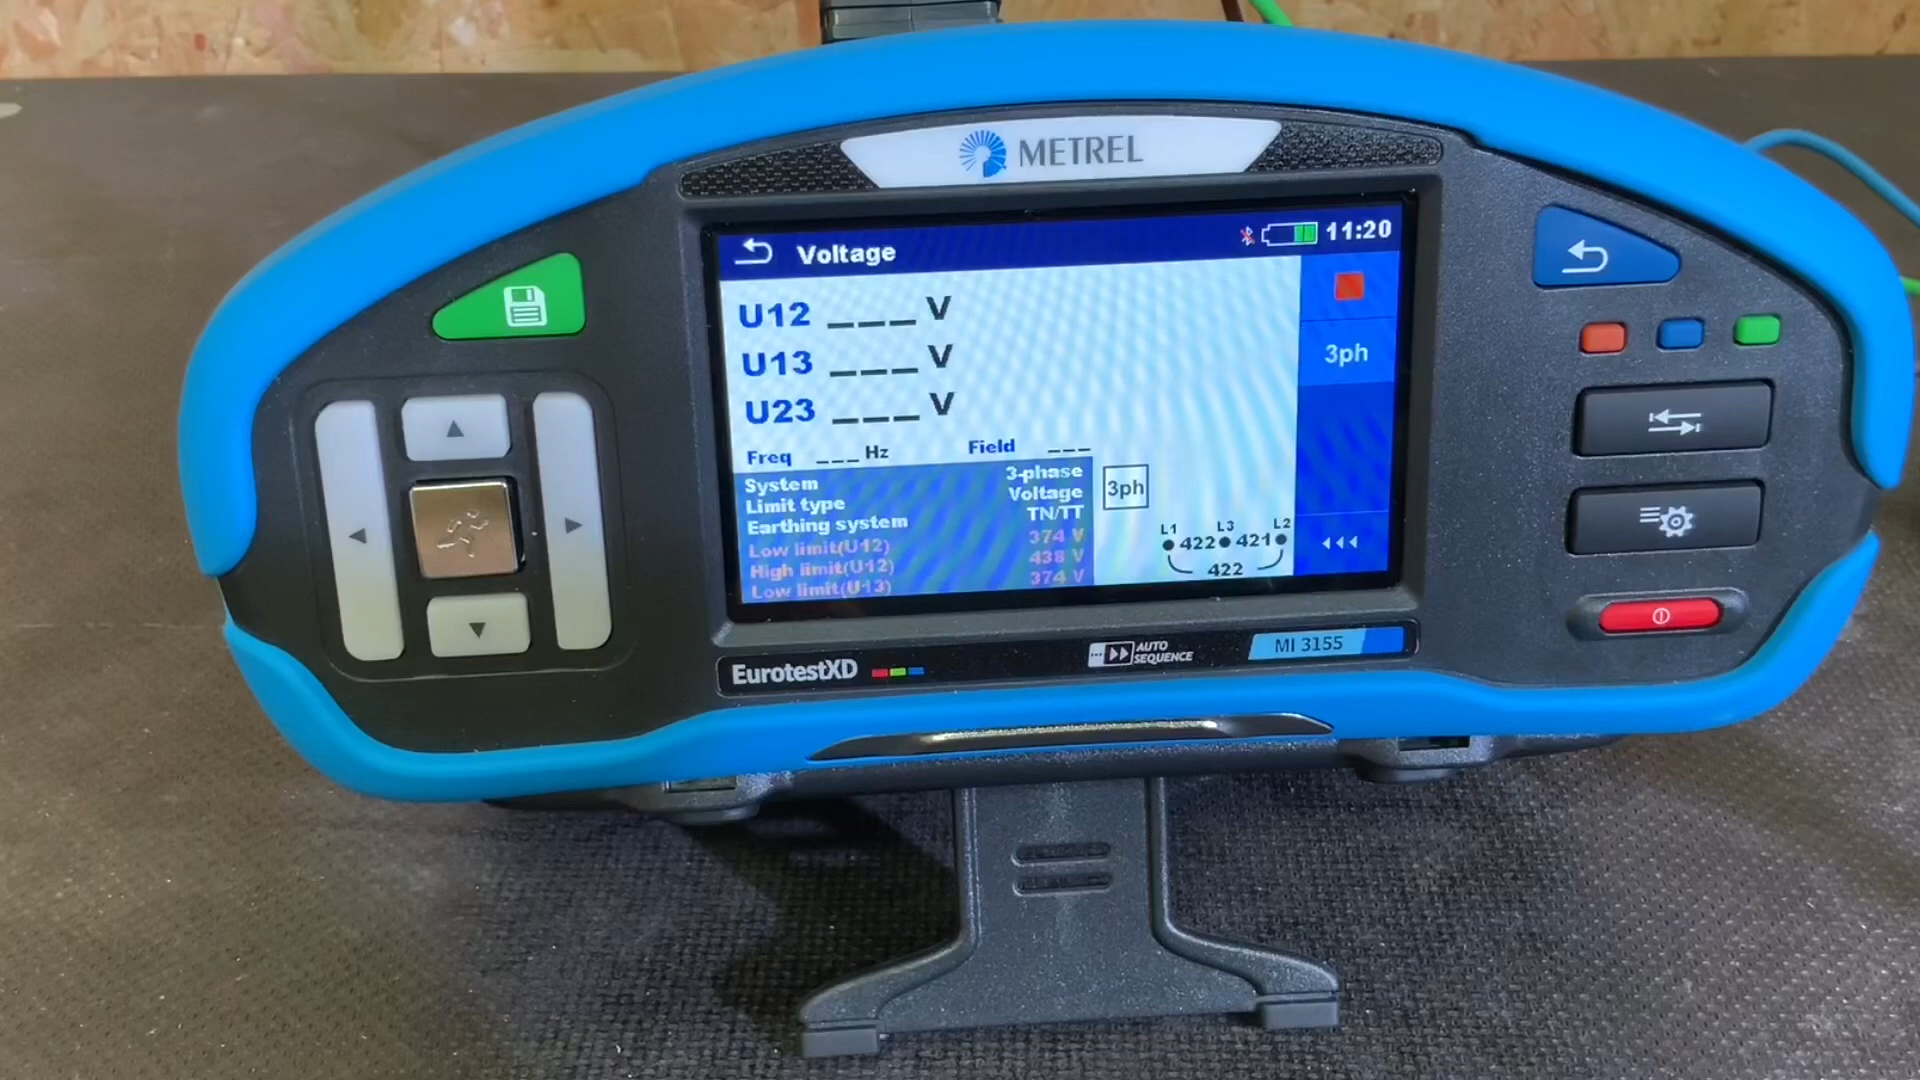 METREL
Voltage
11:20
U12 ___ V
U13 ___ V
U23 ___ V
3ph
Freq ___ Hz Field ___
System 3-phase
Limit type Voltage
Earthing system TN/TT
Low limit(U12) 374 V
High limit(U12) 438 V
Low limit(U13) 374 V
3ph
L1 L3 L2
422 421
422
EurotestXD
AUTO
SEQUENCE
MI 3155